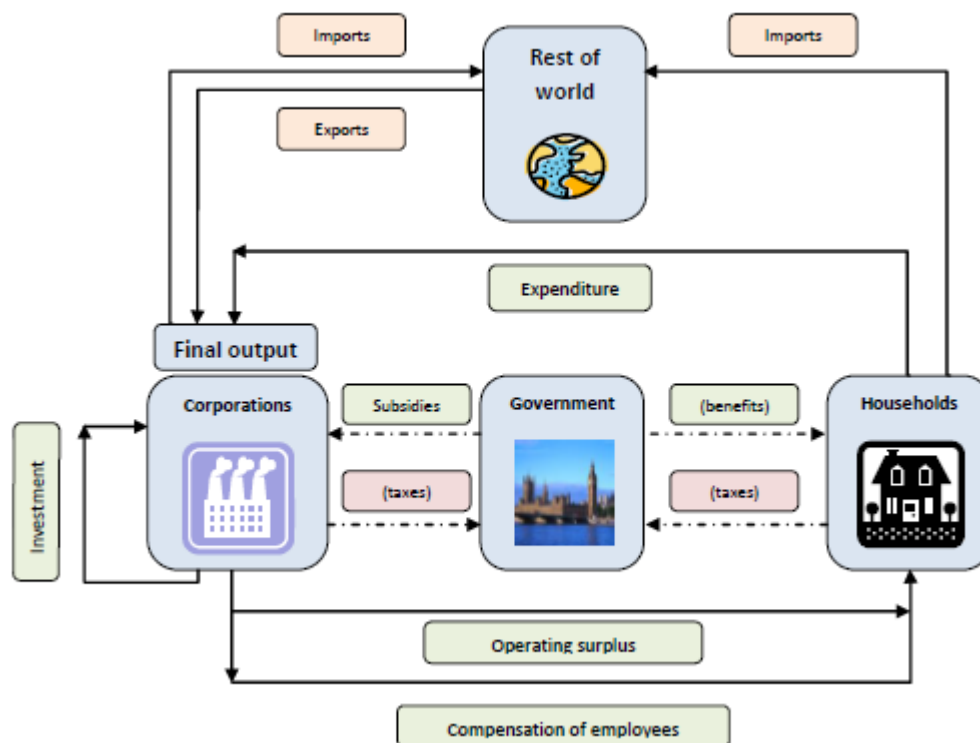 Imports
Imports
Rest of
world
Exports
Expenditure
Final output
Corporations
Subsidies
Government
(benefits)
Households
Investment
(taxes)
(taxes)
Operating surplus
Compensation of employees